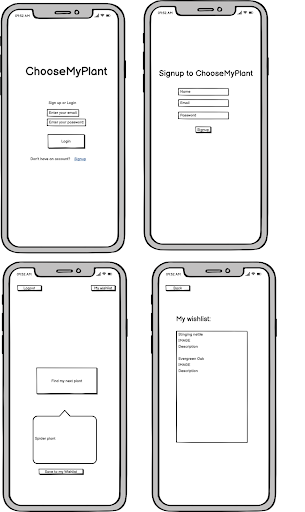 09:52 AM
ChooseMyPlant
Sign up or Login
Enter your email
Enter your password
Login
Don't have an account? Signup
09:52 AM
Signup to ChooseMyPlant
Name
Email
Password
Signup
09:52 AM
Logout
My wishlist
Find my next plant
Spider plant
Save to my Wishlist
09:52 AM
Back
My wishlist:
Stinging nettle
IMAGE
Description
Evergreen Oak
IMAGE
Description